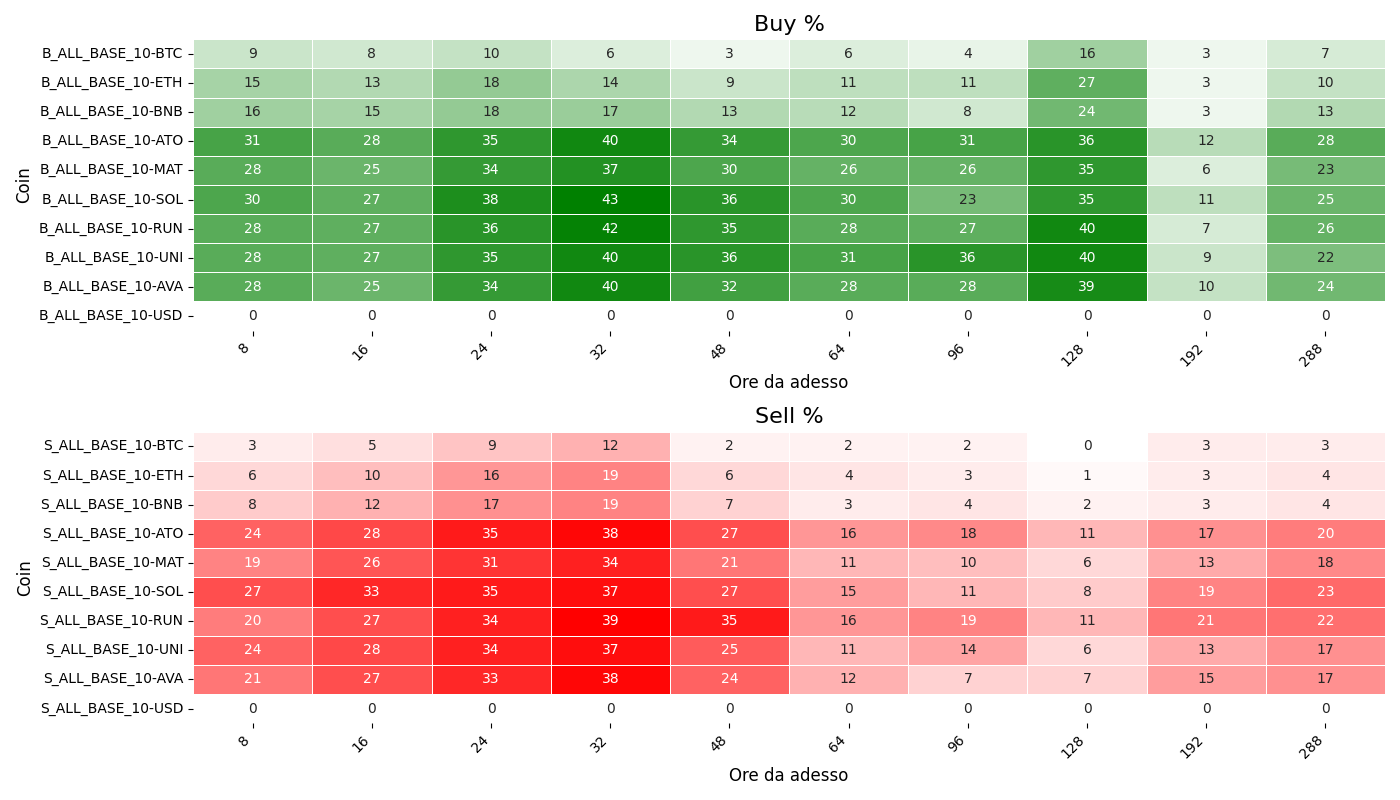 Buy %
Coin
B_ALL_BASE_10-BTC 9 8 10 6 3 6 4 16 3 7
B_ALL_BASE_10-ETH 15 13 18 14 9 11 11 27 3 10
B_ALL_BASE_10-BNB 16 15 18 17 13 12 8 24 3 13
B_ALL_BASE_10-ATO 31 28 35 40 34 30 31 36 12 28
B_ALL_BASE_10-MAT 28 25 34 37 30 26 26 35 6 23
B_ALL_BASE_10-SOL 30 27 38 43 36 30 23 35 11 25
B_ALL_BASE_10-RUN 28 27 36 42 35 28 27 40 7 26
B_ALL_BASE_10-UNI 28 27 35 40 36 31 36 40 9 22
B_ALL_BASE_10-AVA 28 25 34 40 32 28 28 39 10 24
B_ALL_BASE_10-USD 0 0 0 0 0 0 0 0 0 0
8 16 24 32 48 64 96 128 192 288
Ore da adesso
Sell %
Coin
S_ALL_BASE_10-BTC 3 5 9 12 2 2 2 0 3 3
S_ALL_BASE_10-ETH 6 10 16 19 6 4 3 1 3 4
S_ALL_BASE_10-BNB 8 12 17 19 7 3 4 2 3 4
S_ALL_BASE_10-ATO 24 28 35 38 27 16 18 11 17 20
S_ALL_BASE_10-MAT 19 26 31 34 21 11 10 6 13 18
S_ALL_BASE_10-SOL 27 33 35 37 27 15 11 8 19 23
S_ALL_BASE_10-RUN 20 27 34 39 35 16 19 11 21 22
S_ALL_BASE_10-UNI 24 28 34 37 25 11 14 6 13 17
S_ALL_BASE_10-AVA 21 27 33 38 24 12 7 7 15 17
S_ALL_BASE_10-USD 0 0 0 0 0 0 0 0 0 0
8 16 24 32 48 64 96 128 192 288
Ore da adesso